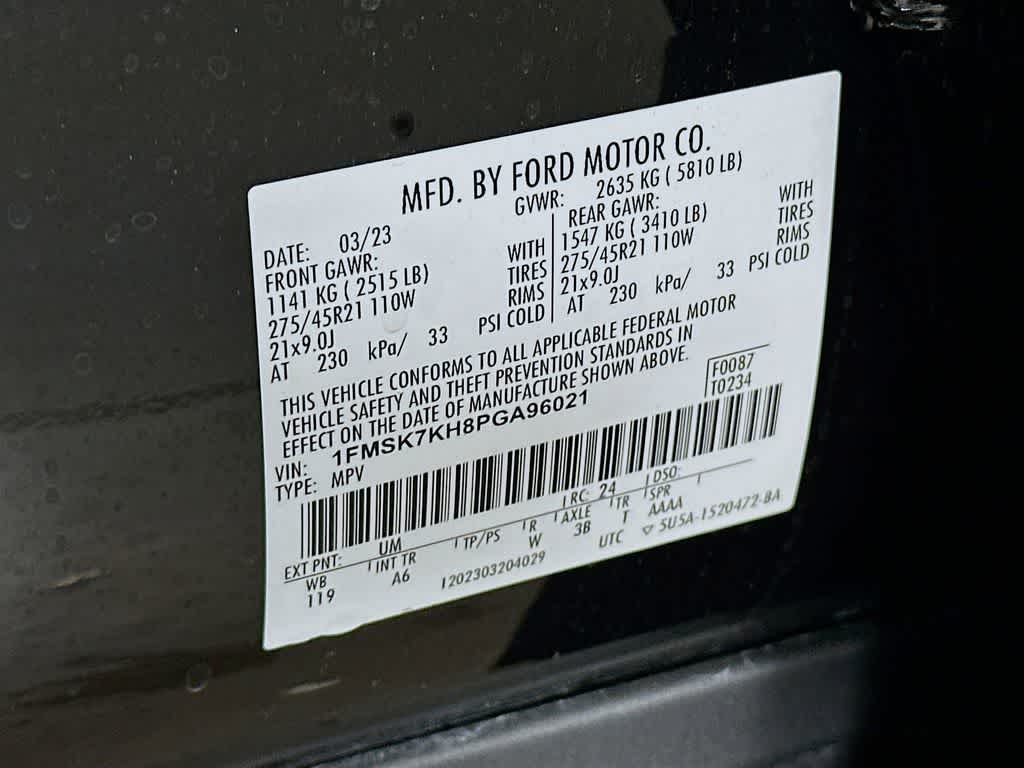 MFD. BY FORD MOTOR CO.
DATE: 03/23 GVWR: 2635 KG ( 5810 LB)
FRONT GAWR: REAR GAWR:
1141 KG ( 2515 LB) WITH 1547 KG ( 3410 LB) WITH
275/45R21 110W TIRES 275/45R21 110W TIRES
21x9.0J RIMS 21x9.0J RIMS
AT 230 kPa/ 33 PSI COLD AT 230 kPa/ 33 PSI COLD
THIS VEHICLE CONFORMS TO ALL APPLICABLE FEDERAL MOTOR
VEHICLE SAFETY AND THEFT PREVENTION STANDARDS IN
EFFECT ON THE DATE OF MANUFACTURE SHOWN ABOVE.
F0087
T0234
VIN: 1FMSK7KH8PGA96021
TYPE: MPV
EXT PNT: UM RC: 24 DSO:
WB INT TR TP/PS R AXLE TR SPR
119 A6 W 3B T AAAA
1202303204029 UTC ▽ 5U5A-1520472-BA